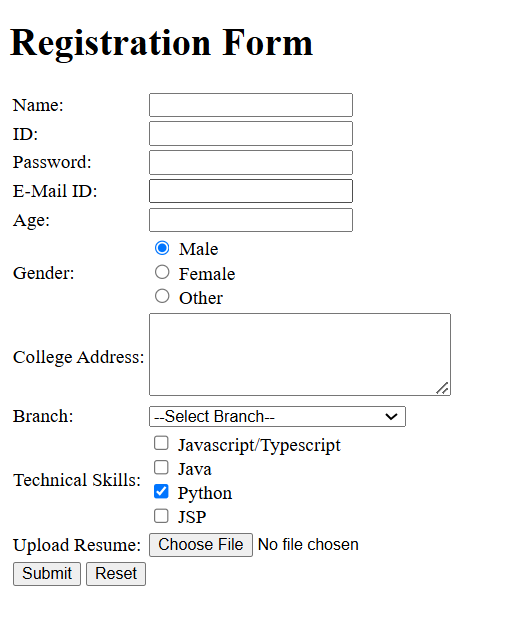 Registration Form
Name:
ID:
Password:
E-Mail ID:
Age:
Gender:
Male
Female
Other
College Address:
Branch: --Select Branch--
Technical Skills:
Javascript/Typescript
Java
Python
JSP
Upload Resume: Choose File No file chosen
Submit Reset